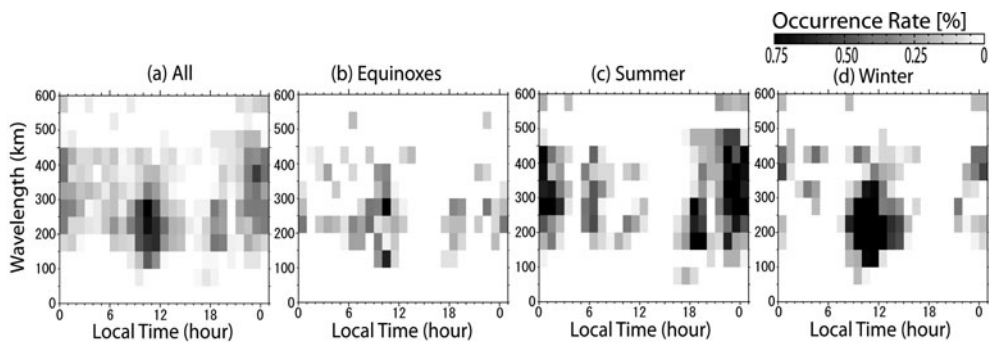 Occurrence Rate [%]
0.75 0.50 0.25 0
(a) All
(b) Equinoxes
(c) Summer
(d) Winter
Wavelength (km)
600 600 600 600
500 500 500 500
400 400 400 400
300 300 300 300
200 200 200 200
100 100 100 100
0 0 0 0
0 6 12 18 0
0 6 12 18 0
0 6 12 18 0
0 6 12 18 0
Local Time (hour)
Local Time (hour)
Local Time (hour)
Local Time (hour)